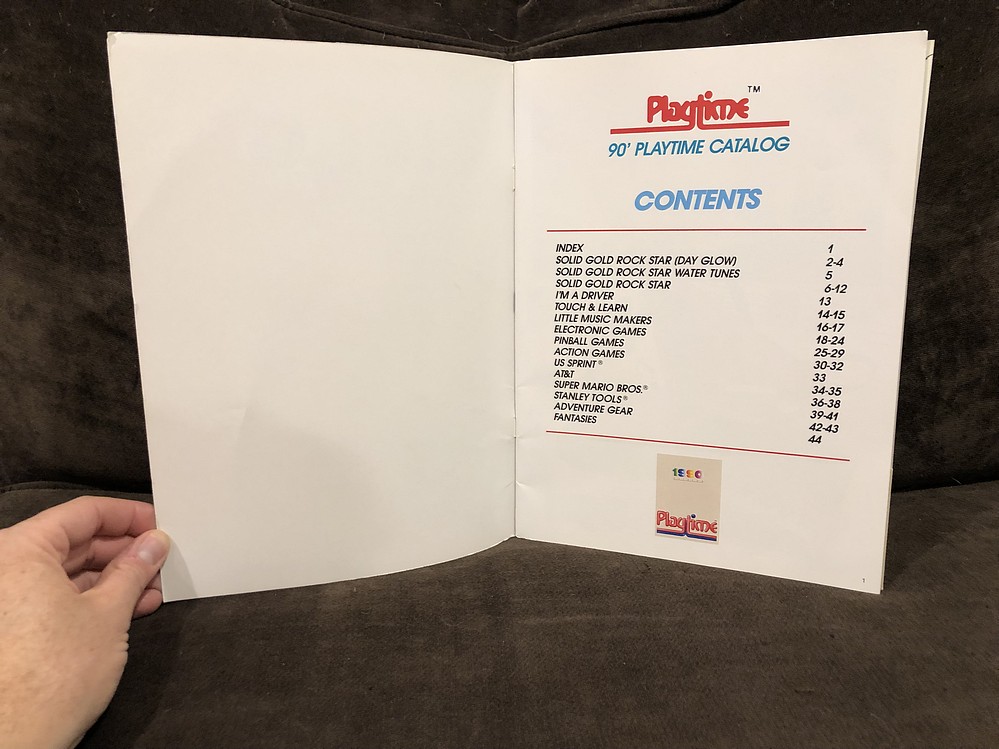 Playtime™
90' PLAYTIME CATALOG
CONTENTS
INDEX 1
SOLID GOLD ROCK STAR (DAY GLOW) 2-4
SOLID GOLD ROCK STAR WATER TUNES 5
SOLID GOLD ROCK STAR 6-12
I'M A DRIVER 13
TOUCH & LEARN 14-15
LITTLE MUSIC MAKERS 16-17
ELECTRONIC GAMES 18-24
PINBALL GAMES 25-29
ACTION GAMES 30-32
US SPRINT® 33
AT&T 34-35
SUPER MARIO BROS.® 36-38
STANLEY TOOLS® 39-41
ADVENTURE GEAR 42-43
FANTASIES 44
1990
Playtime
1